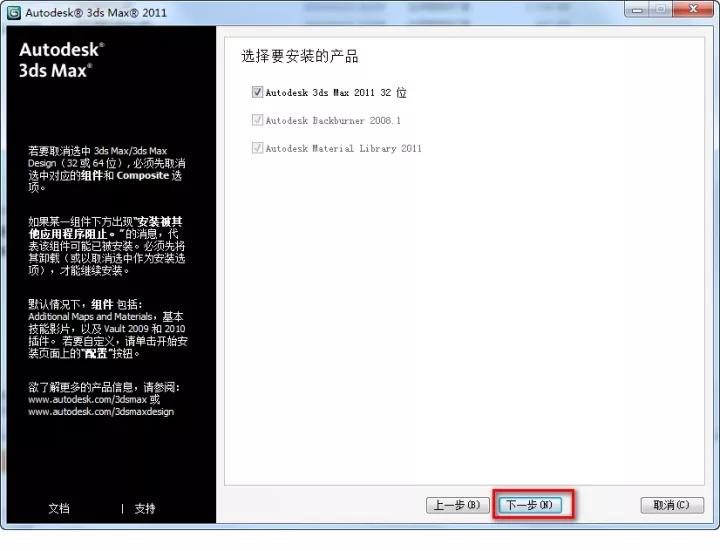 Autodesk® 3ds Max® 2011
Autodesk®
3ds Max®
若要取消选中 3ds Max/3ds Max
Design（32 或 64 位）, 必须先取消
选中对应的组件和 Composite 选
项。
如果某一组件下方出现“安装被其
他应用程序阻止。”的消息，代
表该组件可能已被安装。必须先将
其卸载（或以取消选中作为安装选
项），才能继续安装。
默认情况下，组件 包括：
Additional Maps and Materials，基本
技能影片，以及 Vault 2009 和 2010
插件。 若要自定义，请单击开始安
装页面上的“配置”按钮。
欲了解更多的产品信息，请参阅：
www.autodesk.com/3dsmax 或
www.autodesk.com/3dsmaxdesign
文档 | 支持
选择要安装的产品
Autodesk 3ds Max 2011 32 位
Autodesk Backburner 2008.1
Autodesk Material Library 2011
上一步(B) 下一步(N) 取消(C)